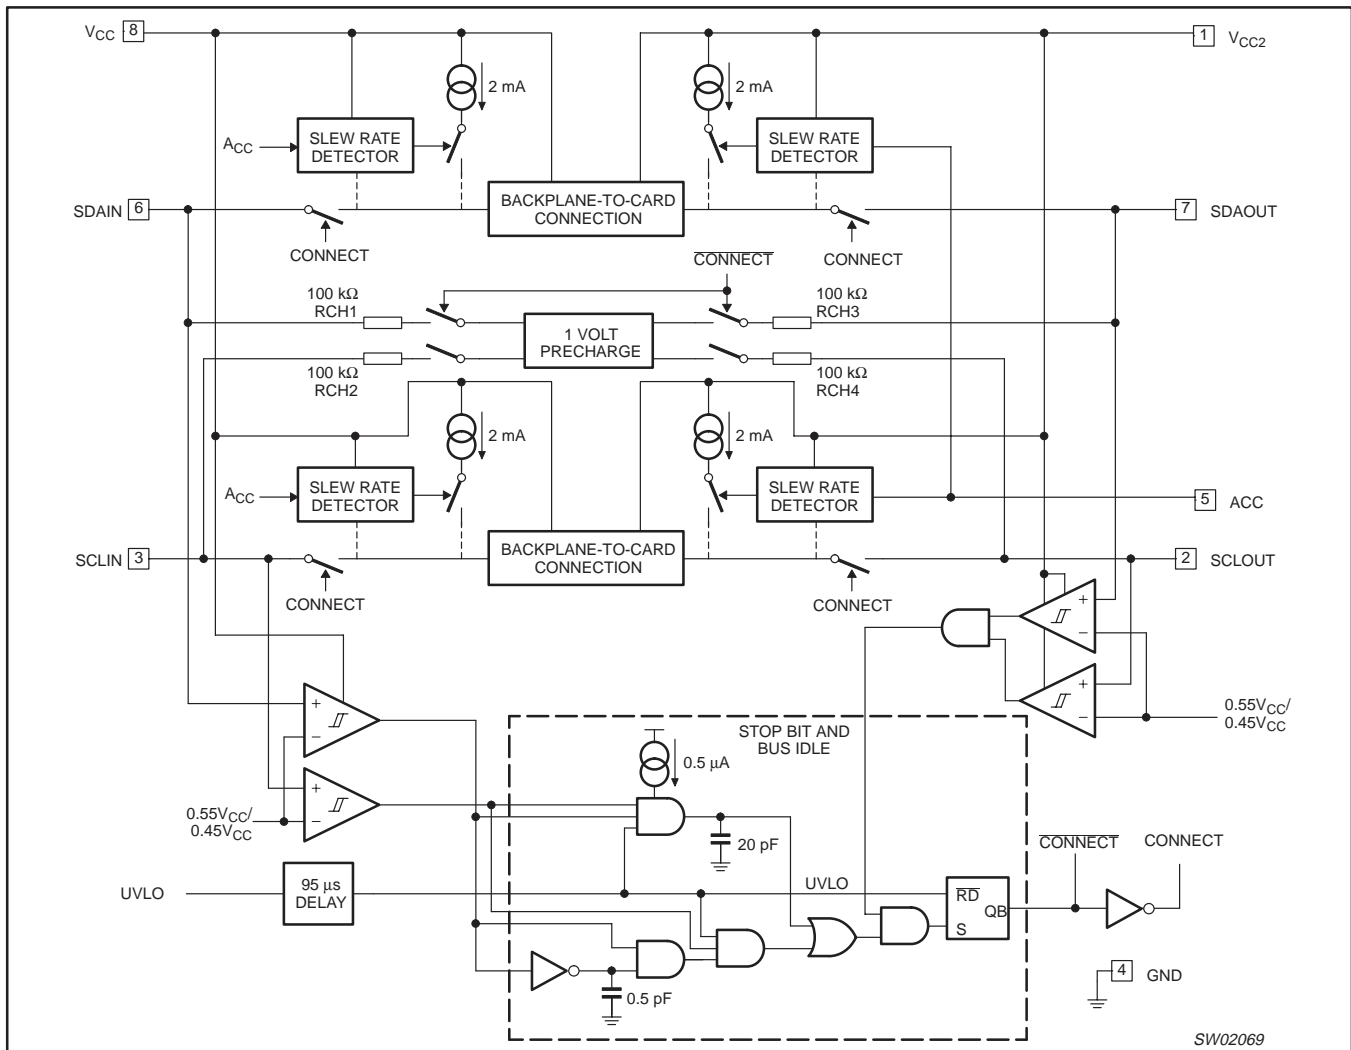 VCC 8
1 VCC2
2 mA
2 mA
ACC
SLEW RATE
DETECTOR
SLEW RATE
DETECTOR
BACKPLANE-TO-CARD
CONNECTION
SDAIN 6
7 SDAOUT
CONNECT
CONNECT
CONNECT
100 kΩ
RCH1
100 kΩ
RCH3
1 VOLT
PRECHARGE
100 kΩ
RCH2
100 kΩ
RCH4
2 mA
2 mA
ACC
SLEW RATE
DETECTOR
SLEW RATE
DETECTOR
5 ACC
BACKPLANE-TO-CARD
CONNECTION
SCLIN 3
2 SCLOUT
CONNECT
CONNECT
+
−
+
−
0.55VCC/
0.45VCC
+
−
+
−
0.55VCC/
0.45VCC
STOP BIT AND
BUS IDLE
0.5 µA
20 pF
UVLO
95 µs
DELAY
UVLO
RD
QB
S
CONNECT
CONNECT
0.5 pF
4 GND
SW02069